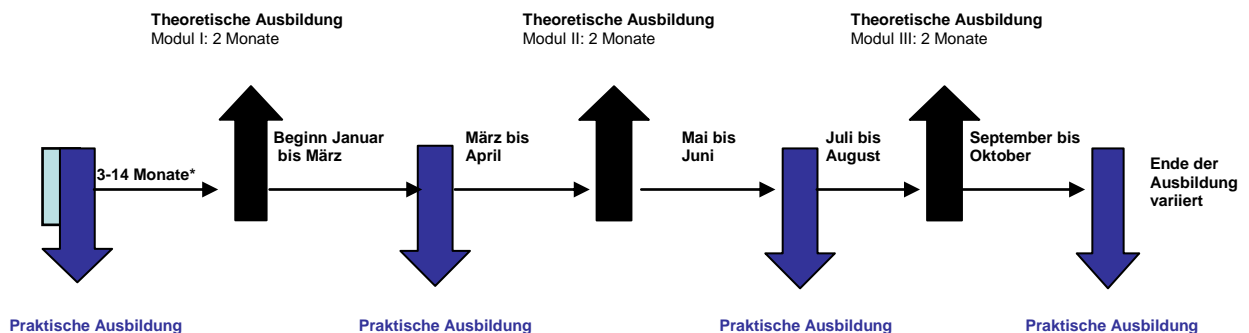 Theoretische Ausbildung
Modul I: 2 Monate
Theoretische Ausbildung
Modul II: 2 Monate
Theoretische Ausbildung
Modul III: 2 Monate
3-14 Monate*
Beginn Januar
bis März
März bis
April
Mai bis
Juni
Juli bis
August
September bis
Oktober
Ende der
Ausbildung
variiert
Praktische Ausbildung
Praktische Ausbildung
Praktische Ausbildung
Praktische Ausbildung